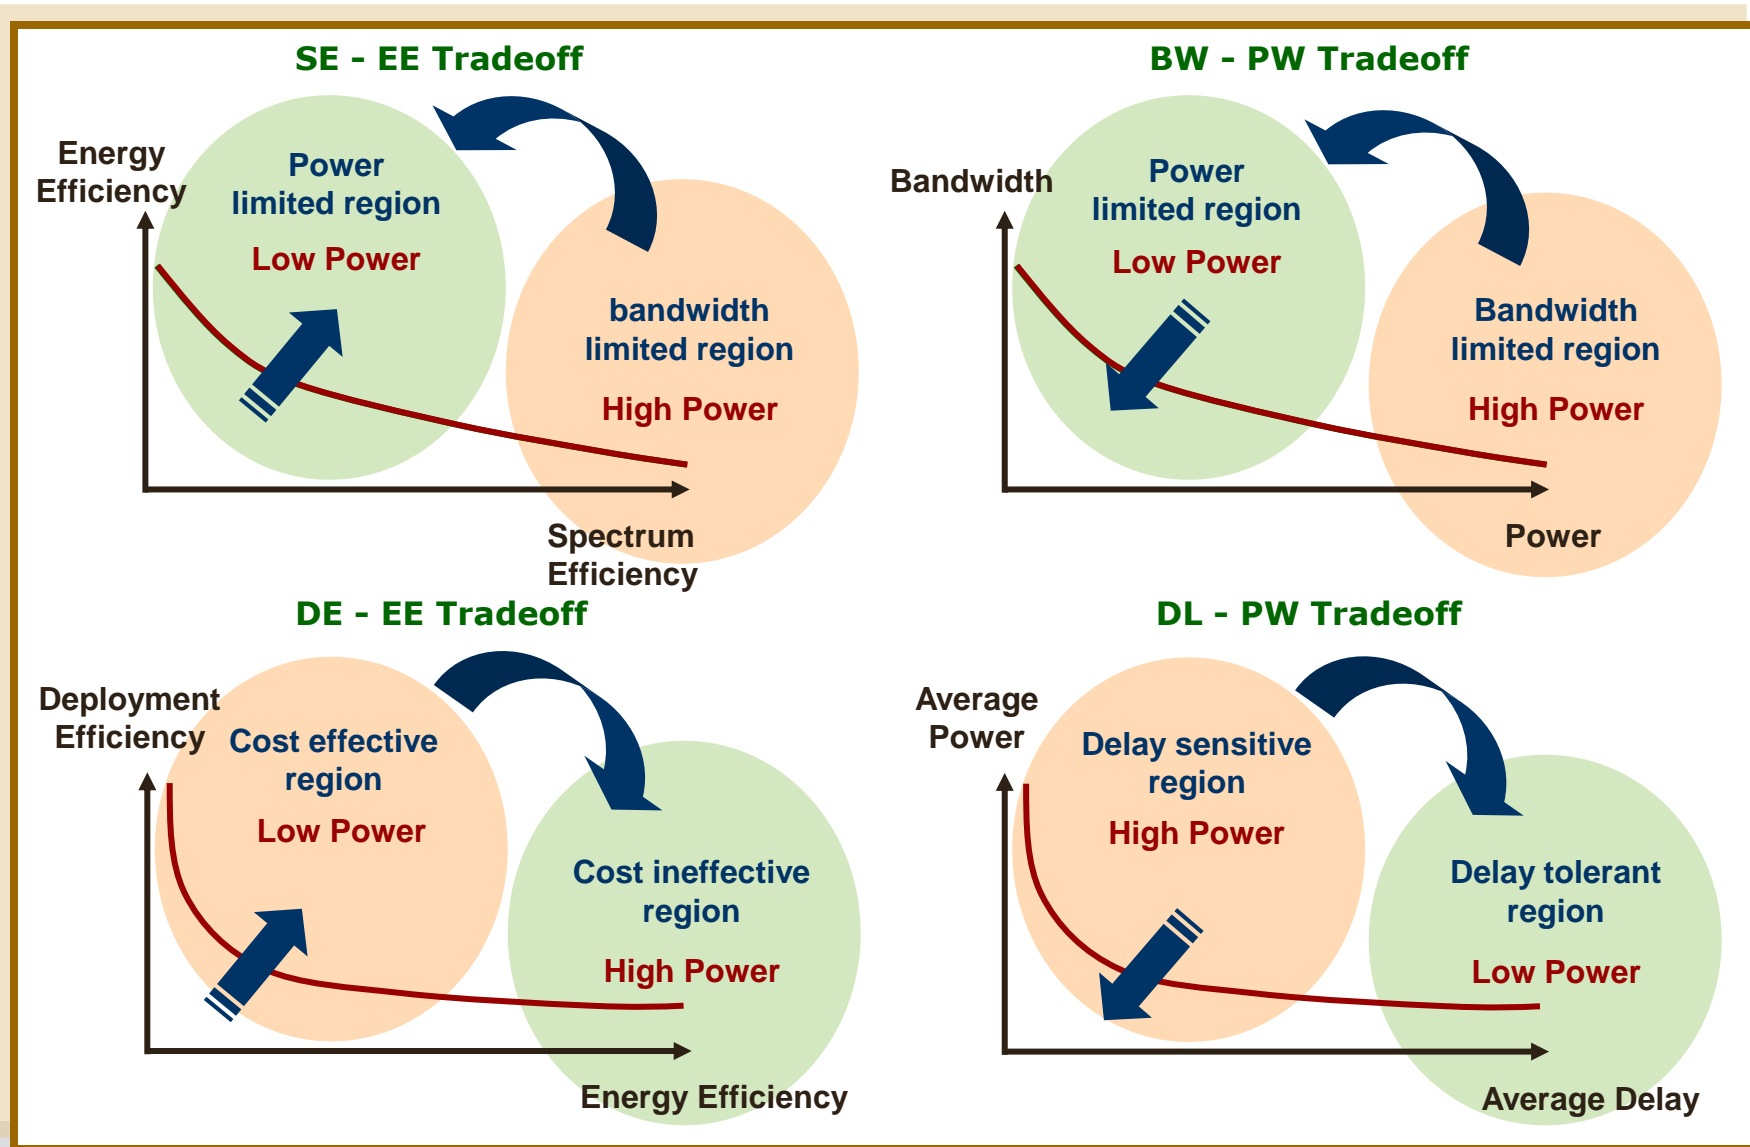 SE - EE Tradeoff
Energy
Efficiency
Power
limited region
Low Power
bandwidth
limited region
High Power
Spectrum
Efficiency
BW - PW Tradeoff
Bandwidth
Power
limited region
Low Power
Bandwidth
limited region
High Power
Power
DE - EE Tradeoff
Deployment
Efficiency
Cost effective
region
Low Power
Cost ineffective
region
High Power
Energy Efficiency
DL - PW Tradeoff
Average
Power
Delay sensitive
region
High Power
Delay tolerant
region
Low Power
Average Delay